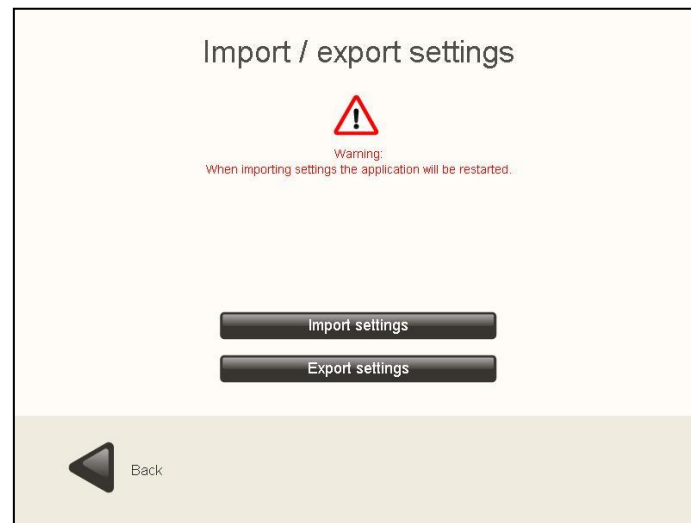 Import / export settings
Warning:
When importing settings the application will be restarted.
Import settings
Export settings
Back